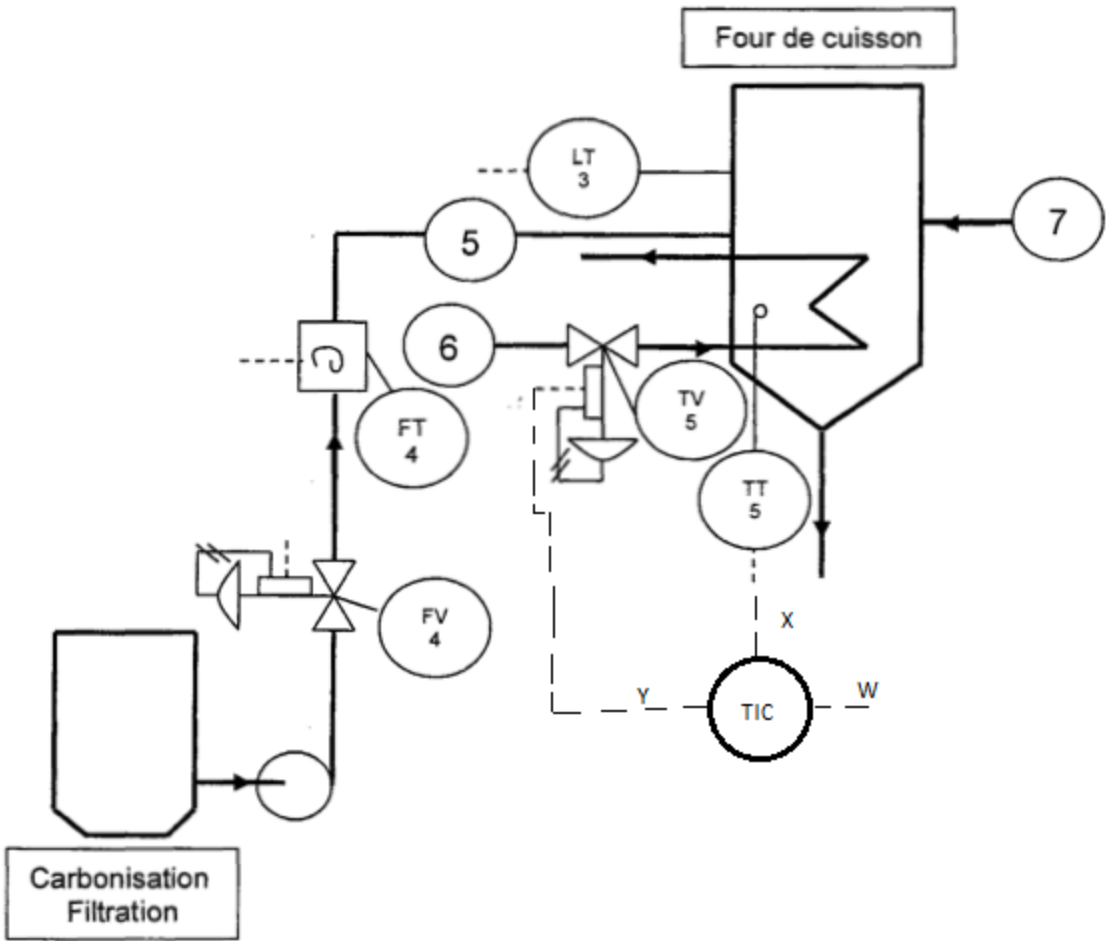 Four de cuisson
LT
3
5
7
6
TV
5
FT
4
TT
5
FV
4
X
Y
TIC
W
Carbonisation
Filtration